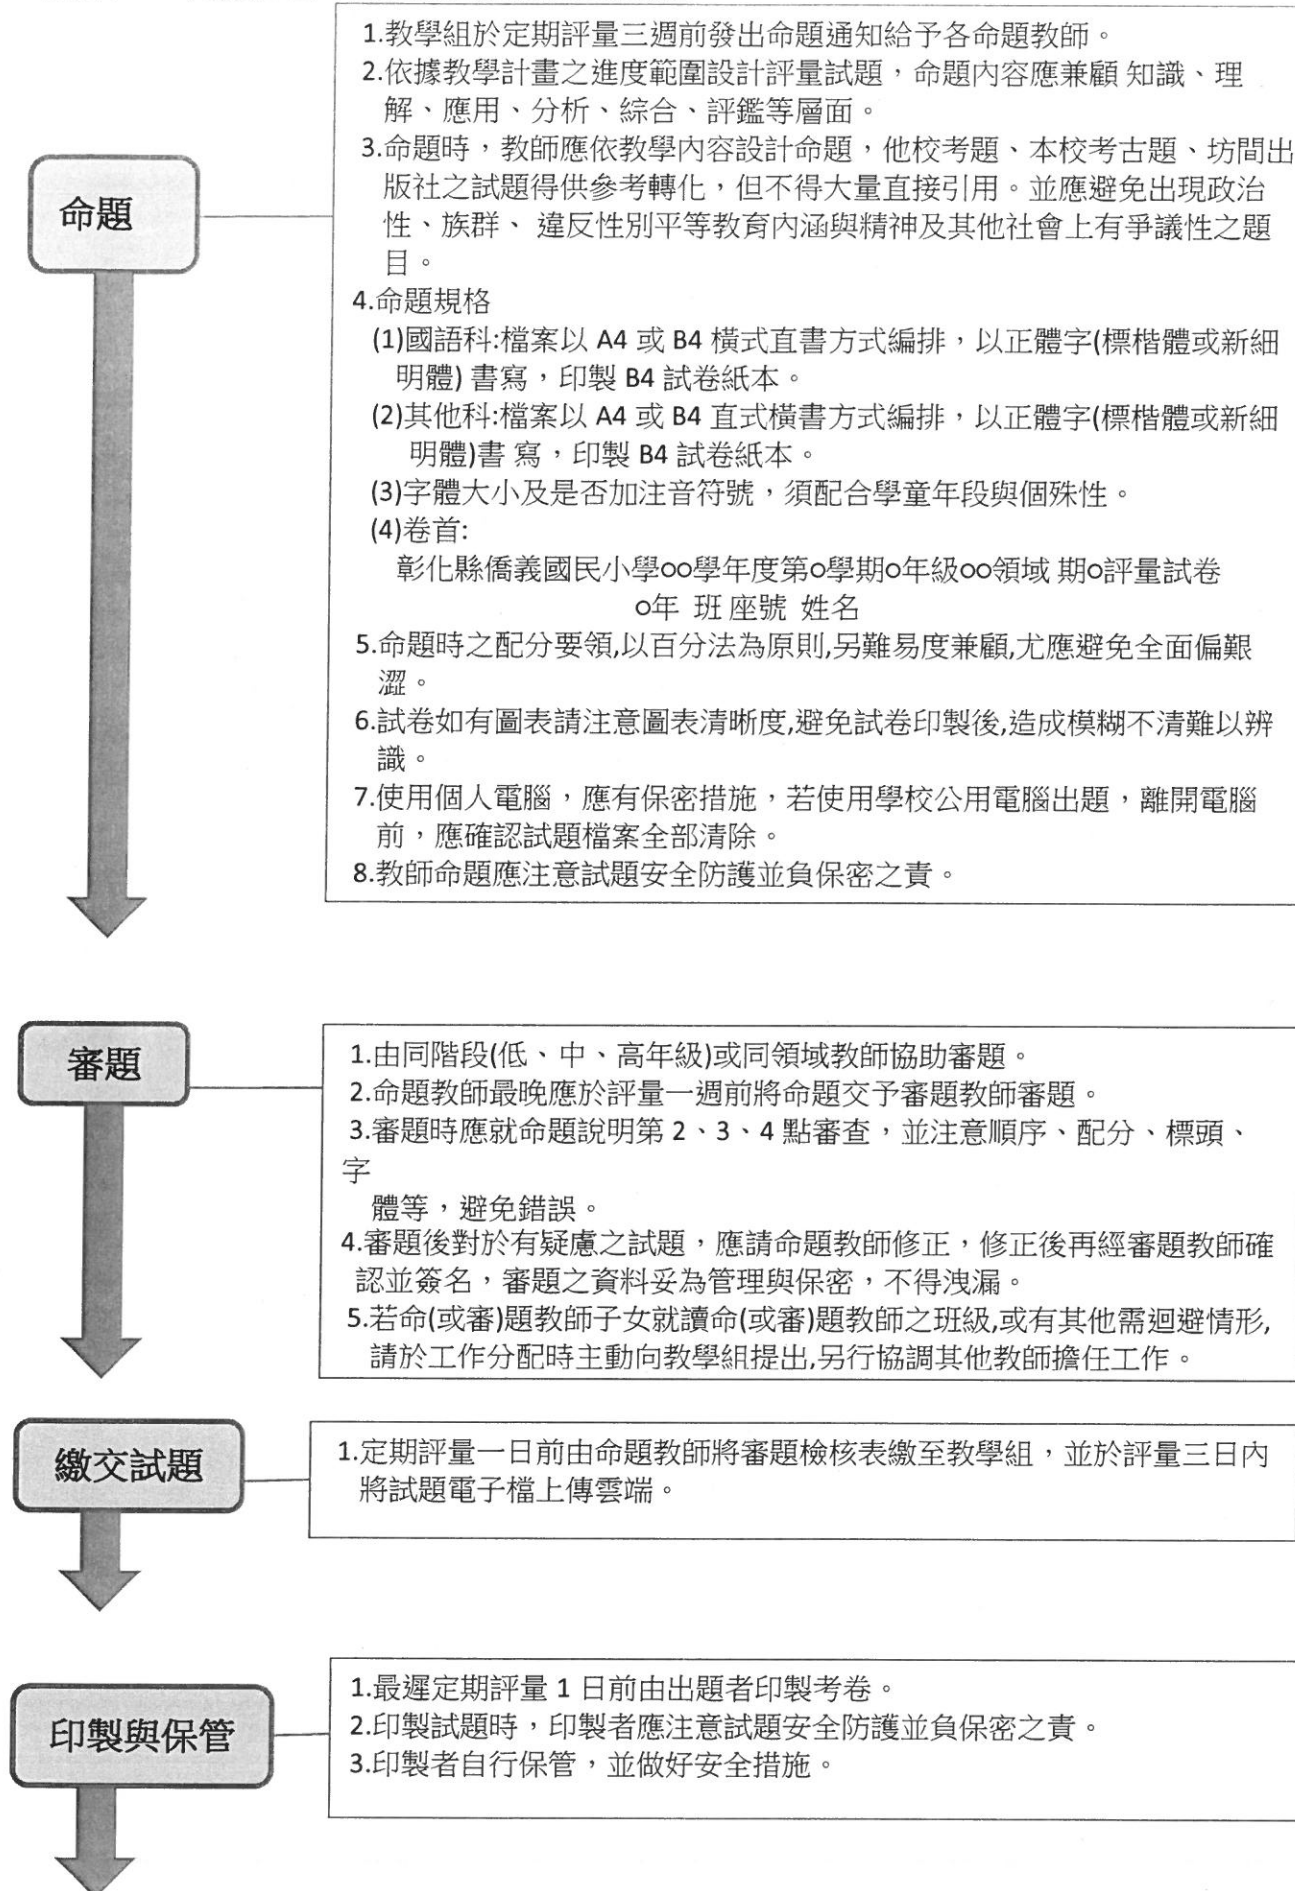 命題
1.教學組於定期評量三週前發出命題通知給予各命題教師。
2.依據教學計畫之進度範圍設計評量試題，命題內容應兼顧 知識、理
解、應用、分析、綜合、評鑑等層面。
3.命題時，教師應依教學內容設計命題，他校考題、本校考古題、坊間出
版社之試題得供參考轉化，但不得大量直接引用。並應避免出現政治
性、族群、 違反性別平等教育內涵與精神及其他社會上有爭議性之題
目。
4.命題規格
(1)國語科:檔案以 A4 或 B4 橫式直書方式編排，以正體字(標楷體或新細
明體) 書寫，印製 B4 試卷紙本。
(2)其他科:檔案以 A4 或 B4 直式橫書方式編排，以正體字(標楷體或新細
明體)書 寫，印製 B4 試卷紙本。
(3)字體大小及是否加注音符號，須配合學童年段與個殊性。
(4)卷首:
彰化縣僑義國民小學oo學年度第o學期o年級oo領域 期o評量試卷
o年 班 座號 姓名
5.命題時之配分要領,以百分法為原則,另難易度兼顧,尤應避免全面偏艱
澀。
6.試卷如有圖表請注意圖表清晰度,避免試卷印製後,造成模糊不清難以辨
識。
7.使用個人電腦，應有保密措施，若使用學校公用電腦出題，離開電腦
前，應確認試題檔案全部清除。
8.教師命題應注意試題安全防護並負保密之責。
審題
1.由同階段(低、中、高年級)或同領域教師協助審題。
2.命題教師最晚應於評量一週前將命題交予審題教師審題。
3.審題時應就命題說明第 2、3、4 點審查，並注意順序、配分、標頭、
字
體等，避免錯誤。
4.審題後對於有疑慮之試題，應請命題教師修正，修正後再經審題教師確
認並簽名，審題之資料妥為管理與保密，不得洩漏。
5.若命(或審)題教師子女就讀命(或審)題教師之班級,或有其他需迴避情形,
請於工作分配時主動向教學組提出,另行協調其他教師擔任工作。
繳交試題
1.定期評量一日前由命題教師將審題檢核表繳至教學組，並於評量三日內
將試題電子檔上傳雲端。
印製與保管
1.最遲定期評量 1 日前由出題者印製考卷。
2.印製試題時，印製者應注意試題安全防護並負保密之責。
3.印製者自行保管，並做好安全措施。